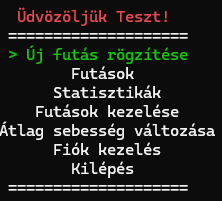 Üdvözöljük Teszt!
====================
> Új futás rögzítése
Futások
Statisztikák
Futások kezelése
Átlag sebesség változása
Fiók kezelés
Kilépés
====================